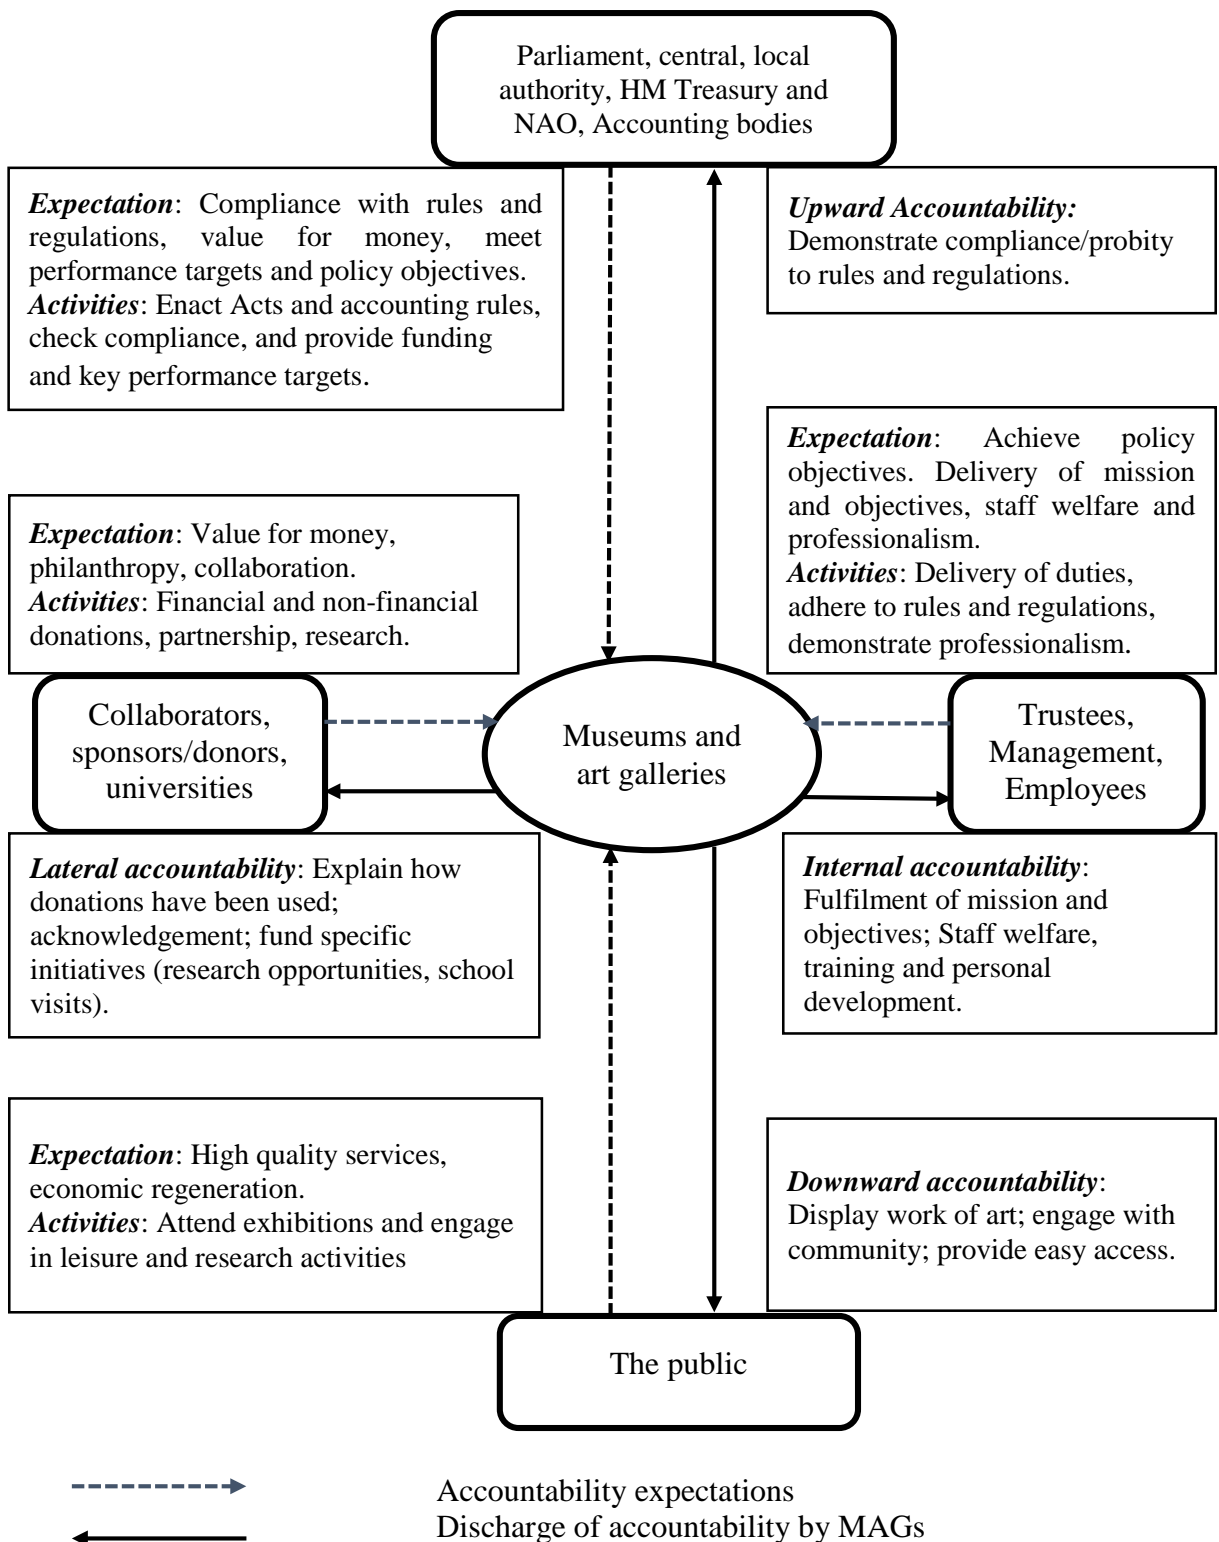 Parliament, central, local
authority, HM Treasury and
NAO, Accounting bodies
Expectation: Compliance with rules and
regulations, value for money, meet
performance targets and policy objectives.
Activities: Enact Acts and accounting rules,
check compliance, and provide funding
and key performance targets.
Upward Accountability:
Demonstrate compliance/probity
to rules and regulations.
Expectation: Achieve policy
objectives. Delivery of mission
and objectives, staff welfare and
professionalism.
Activities: Delivery of duties,
adhere to rules and regulations,
demonstrate professionalism.
Expectation: Value for money,
philanthropy, collaboration.
Activities: Financial and non-financial
donations, partnership, research.
Collaborators,
sponsors/donors,
universities
Museums and
art galleries
Trustees,
Management,
Employees
Lateral accountability: Explain how
donations have been used;
acknowledgement; fund specific
initiatives (research opportunities, school
visits).
Internal accountability:
Fulfilment of mission and
objectives; Staff welfare,
training and personal
development.
Expectation: High quality services,
economic regeneration.
Activities: Attend exhibitions and engage
in leisure and research activities
Downward accountability:
Display work of art; engage with
community; provide easy access.
The public
Accountability expectations
Discharge of accountability by MAGs